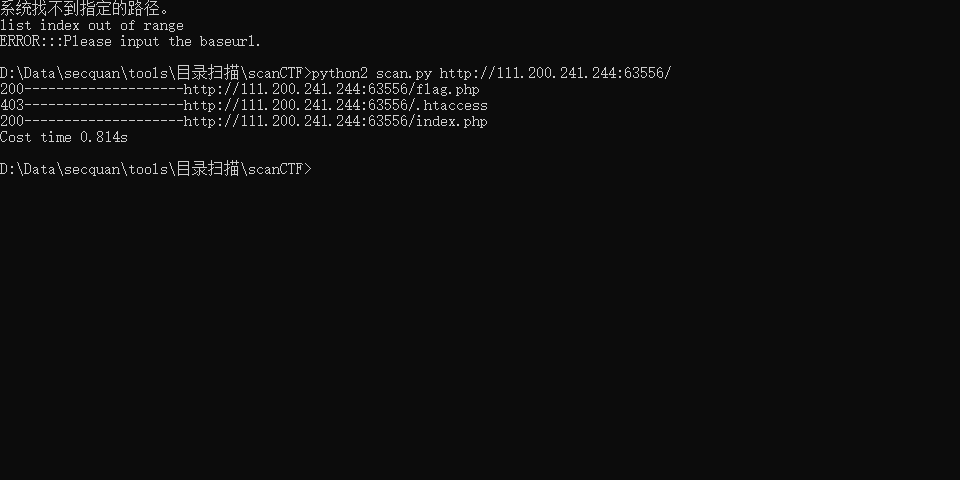 系统找不到指定的路径。
list index out of range
ERROR:::Please input the baseurl.
D:\Data\secquan\tools\目录扫描\scanCTF>python2 scan.py http://111.200.241.244:63556/
200--------------------http://111.200.241.244:63556/flag.php
403--------------------http://111.200.241.244:63556/.htaccess
200--------------------http://111.200.241.244:63556/index.php
Cost time 0.814s
D:\Data\secquan\tools\目录扫描\scanCTF>